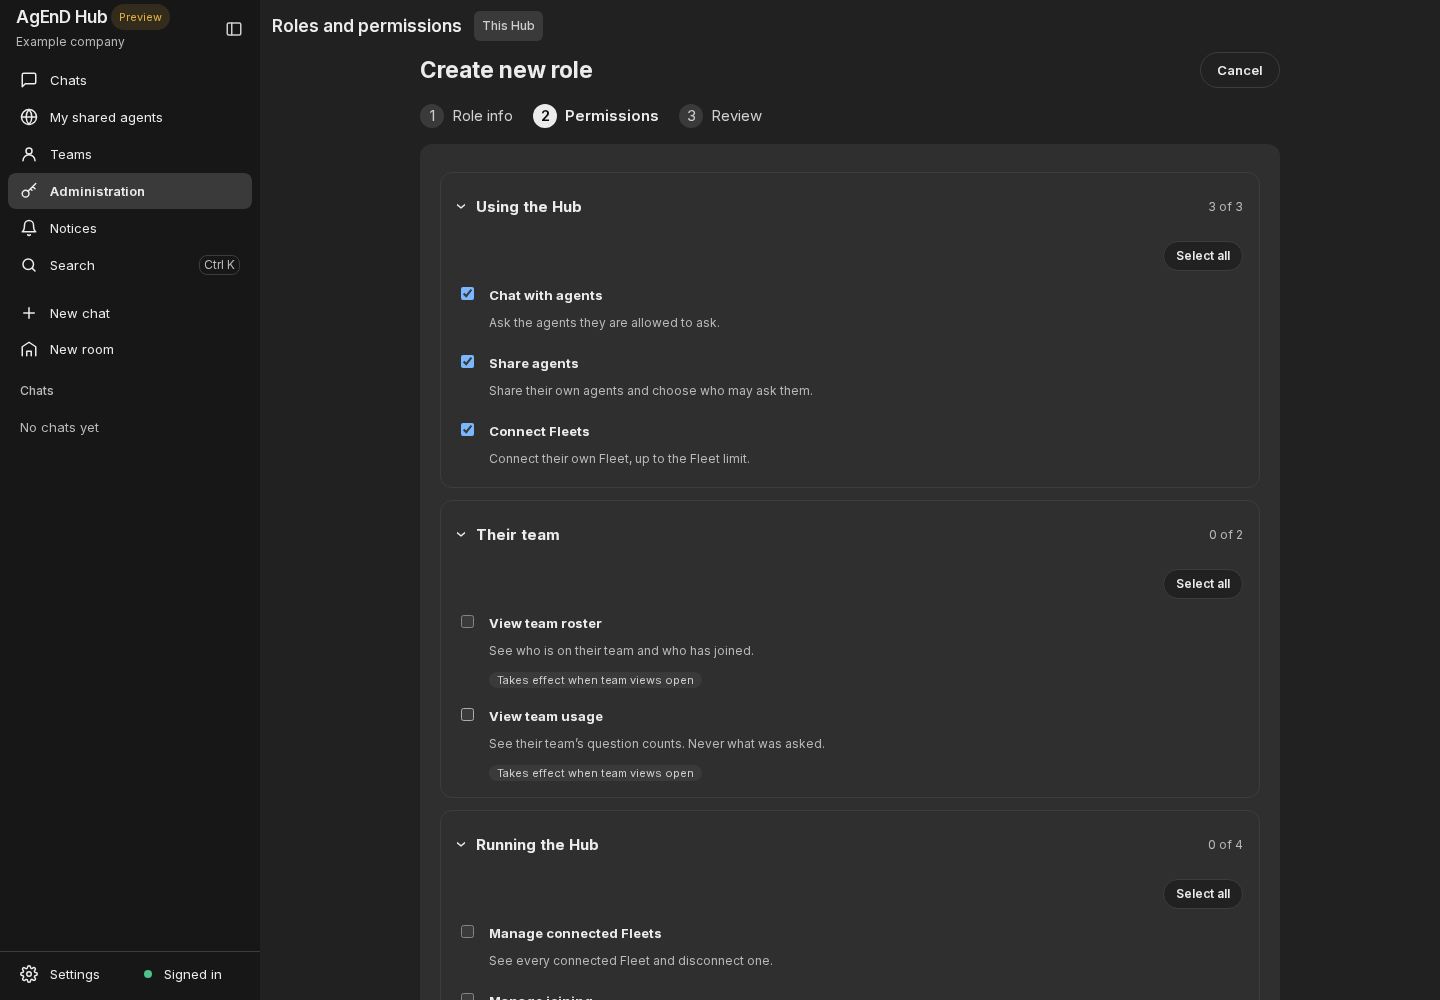 AgEnD Hub Preview
Example company
Chats
My shared agents
Teams
Administration
Notices
Search Ctrl K
New chat
New room
Chats
No chats yet
Settings Signed in
Roles and permissions This Hub
Create new role Cancel
1 Role info 2 Permissions 3 Review
Using the Hub 3 of 3
Select all
Chat with agents
Ask the agents they are allowed to ask.
Share agents
Share their own agents and choose who may ask them.
Connect Fleets
Connect their own Fleet, up to the Fleet limit.
Their team 0 of 2
Select all
View team roster
See who is on their team and who has joined.
Takes effect when team views open
View team usage
See their team’s question counts. Never what was asked.
Takes effect when team views open
Running the Hub 0 of 4
Select all
Manage connected Fleets
See every connected Fleet and disconnect one.
Manage joining